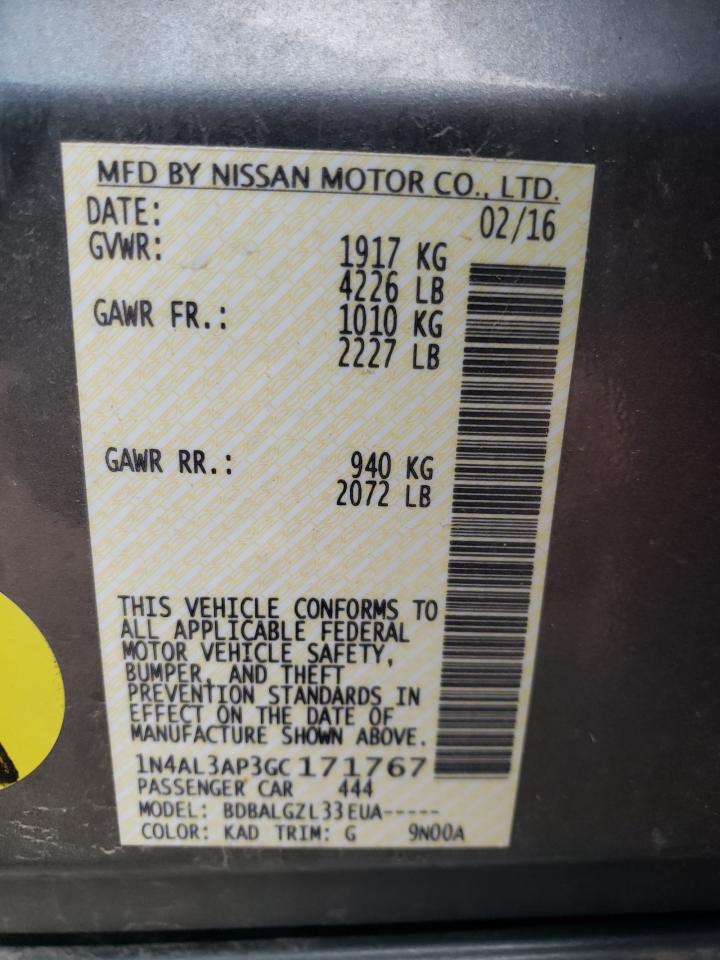 MFD BY NISSAN MOTOR CO., LTD.
DATE: 02/16
GVWR: 1917 KG
4226 LB
GAWR FR.: 1010 KG
2227 LB
GAWR RR.: 940 KG
2072 LB
THIS VEHICLE CONFORMS TO
ALL APPLICABLE FEDERAL
MOTOR VEHICLE SAFETY,
BUMPER, AND THEFT
PREVENTION STANDARDS IN
EFFECT ON THE DATE OF
MANUFACTURE SHOWN ABOVE.
1N4AL3AP3GC171767
PASSENGER CAR 444
MODEL: BDBALGZL33EUA-----
COLOR: KAD TRIM: G 9N00A